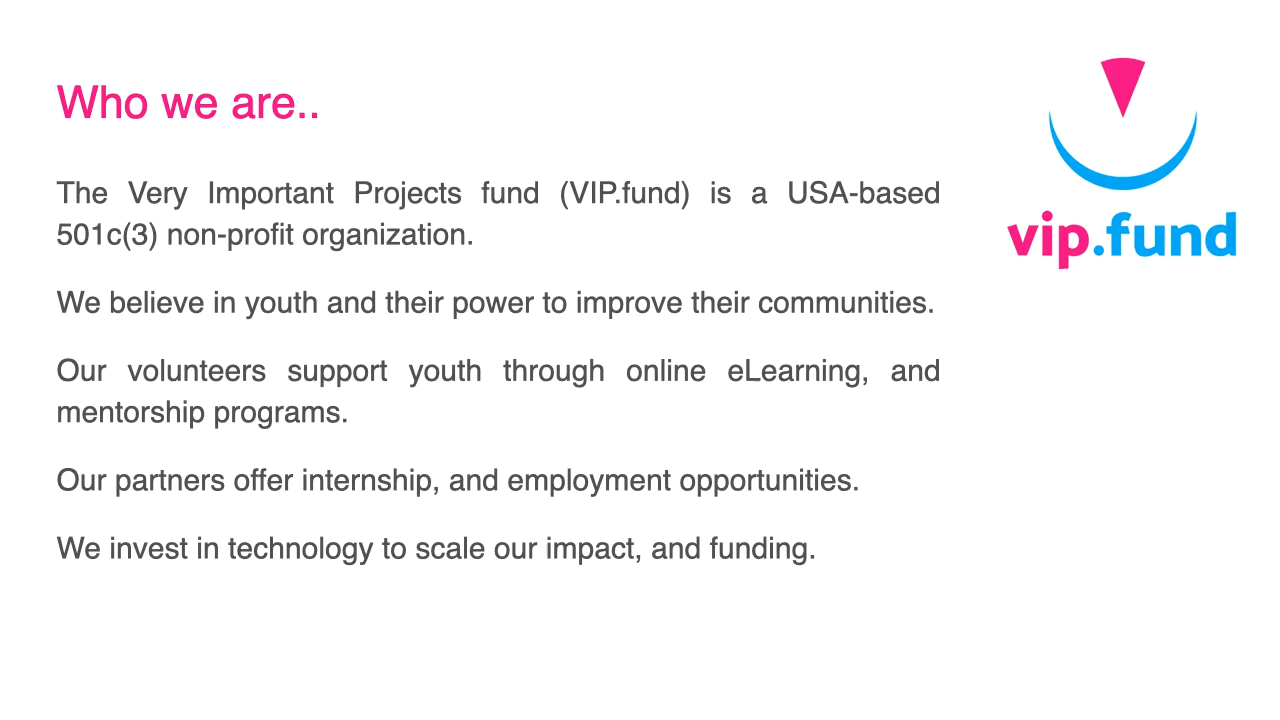 Who we are..
The Very Important Projects fund (VIP.fund) is a USA-based
501c(3) non-profit organization.
We believe in youth and their power to improve their communities.
Our volunteers support youth through online eLearning, and
mentorship programs.
Our partners offer internship, and employment opportunities.
We invest in technology to scale our impact, and funding.
vip.fund